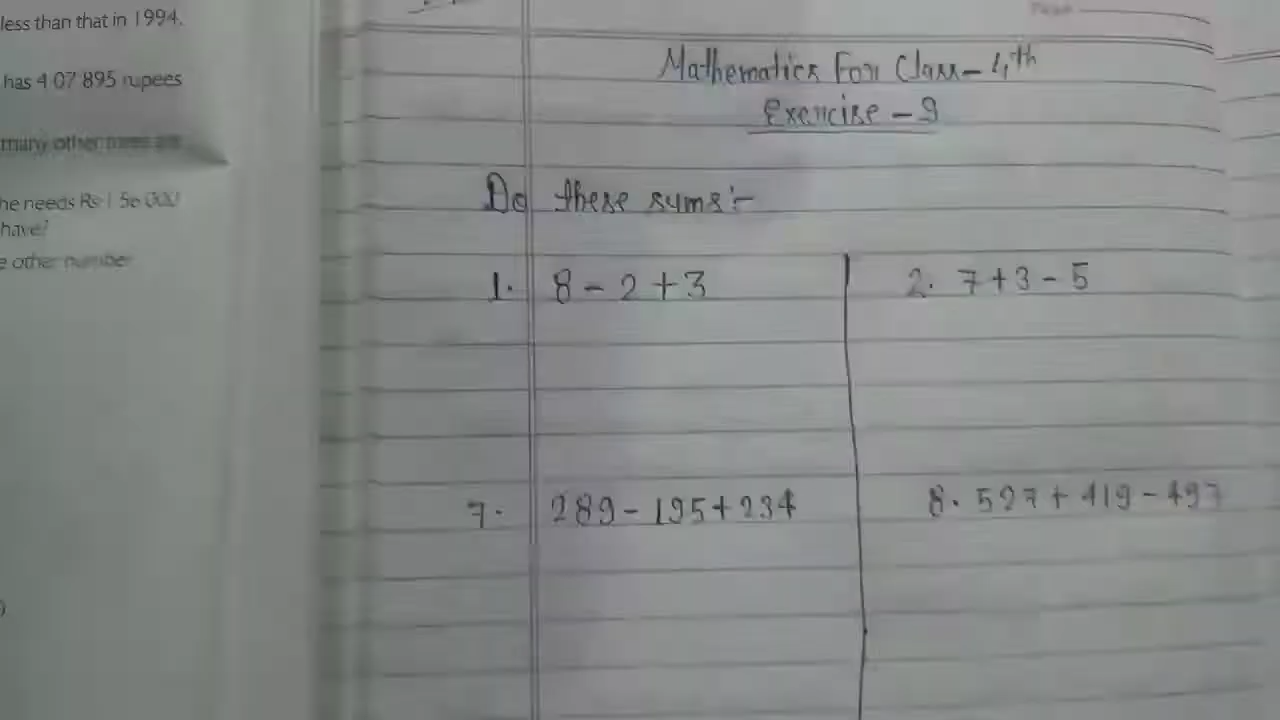 less than that in 1994.
has 4 07 895 rupees
many other
he needs Rs 1 56 000
have?
e other number
Mathematics For Class-4th
Exercise-9
Do these sums:-
1. 8-2+3
2. 7+3-5
7. 289-195+234
8. 527+419-497